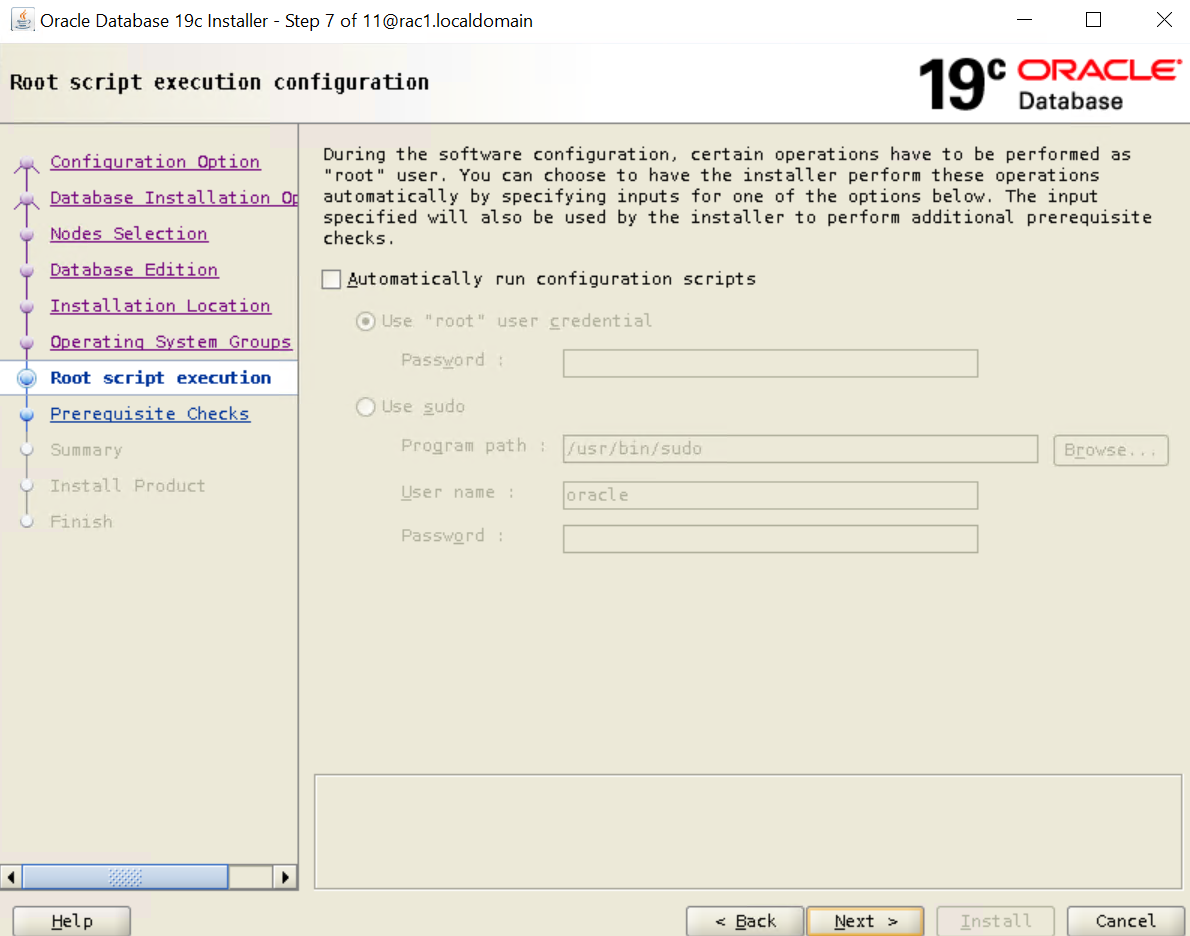 Oracle Database 19c Installer - Step 7 of 11@rac1.localdomain
Root script execution configuration
19c ORACLE
Database
Configuration Option
Database Installation Op
Nodes Selection
Database Edition
Installation Location
Operating System Groups
Root script execution
Prerequisite Checks
Summary
Install Product
Finish
During the software configuration, certain operations have to be performed as
"root" user. You can choose to have the installer perform these operations
automatically by specifying inputs for one of the options below. The input
specified will also be used by the installer to perform additional prerequisite
checks.
Automatically run configuration scripts
Use "root" user credential
Password :
Use sudo
Program path : /usr/bin/sudo Browse...
User name : oracle
Password :
Help < Back Next > Install Cancel